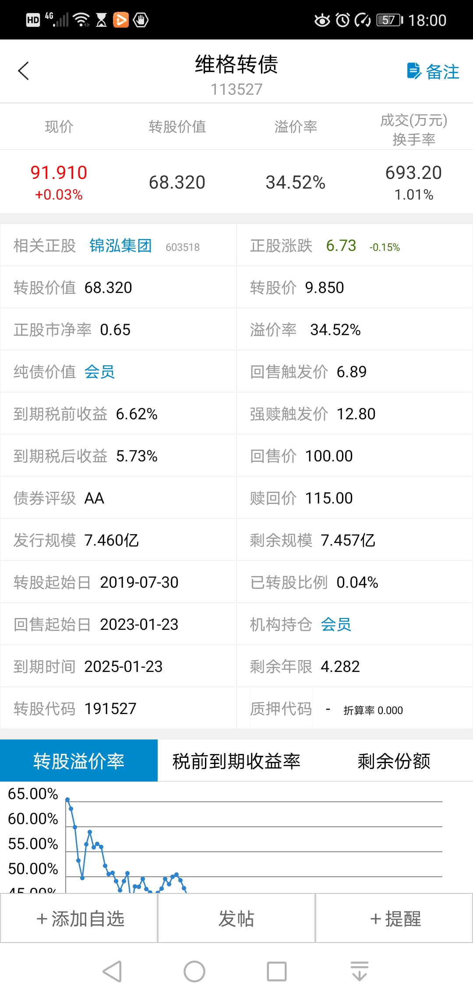 HD 4G 57 18:00
维格转债
113527
备注
现价 转股价值 溢价率 成交(万元)
换手率
91.910 68.320 34.52% 693.20
+0.03% 1.01%
相关正股 锦泓集团 603518 正股涨跌 6.73 -0.15%
转股价值 68.320 转股价 9.850
正股市净率 0.65 溢价率 34.52%
纯债价值 会员 回售触发价 6.89
到期税前收益 6.62% 强赎触发价 12.80
到期税后收益 5.73% 回售价 100.00
债券评级 AA 赎回价 115.00
发行规模 7.460亿 剩余规模 7.457亿
转股起始日 2019-07-30 已转股比例 0.04%
回售起始日 2023-01-23 机构持仓 会员
到期时间 2025-01-23 剩余年限 4.282
转股代码 191527 质押代码 - 折算率 0.000
转股溢价率 税前到期收益率 剩余份额
65.00%
60.00%
55.00%
50.00%
45.00%
+添加自选 发帖 +提醒